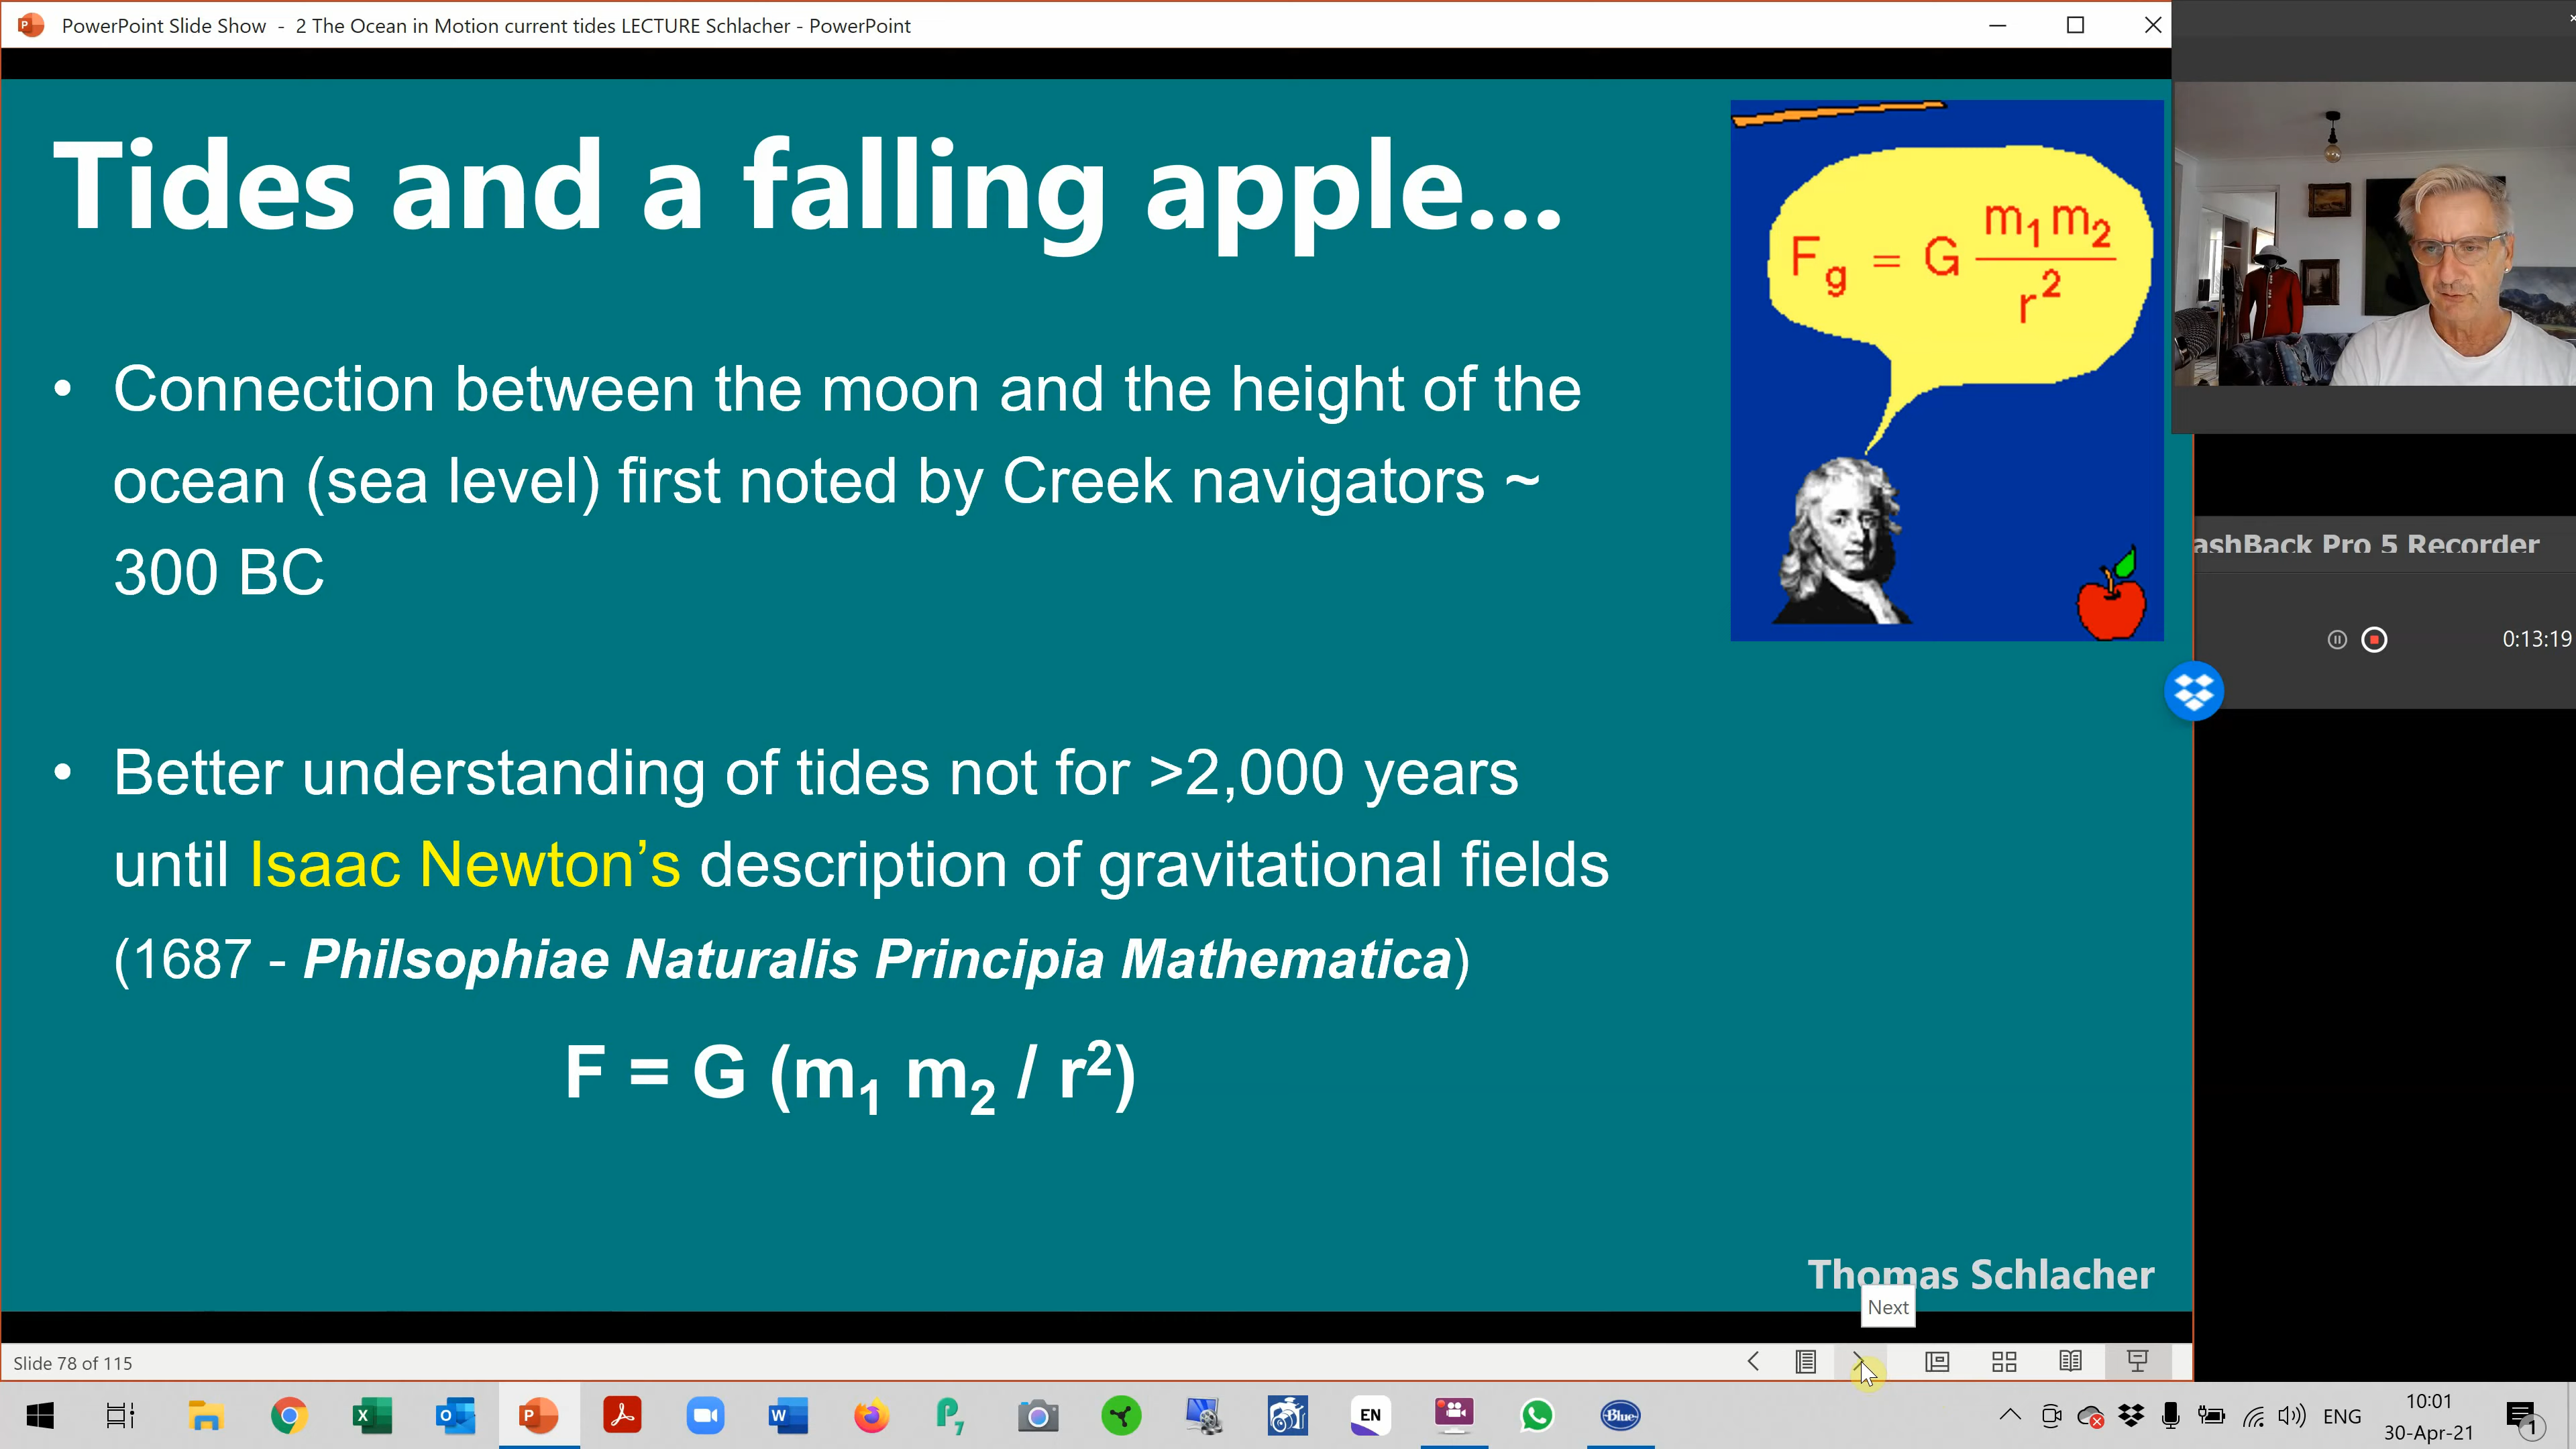 PowerPoint Slide Show - 2 The Ocean in Motion current tides LECTURE Schlacher - PowerPoint
Tides and a falling apple...
F_g = G m₁ m₂ / r²
• Connection between the moon and the height of the
ocean (sea level) first noted by Creek navigators ~
300 BC
• Better understanding of tides not for >2,000 years
until Isaac Newton's description of gravitational fields
(1687 - Philsophiae Naturalis Principia Mathematica)
F = G (m₁ m₂ / r²)
Thomas Schlacher
Next
Slide 78 of 115
ashBack Pro 5 Recorder
0:13:19
EN
Blue
ENG
10:01
30-Apr-21
1